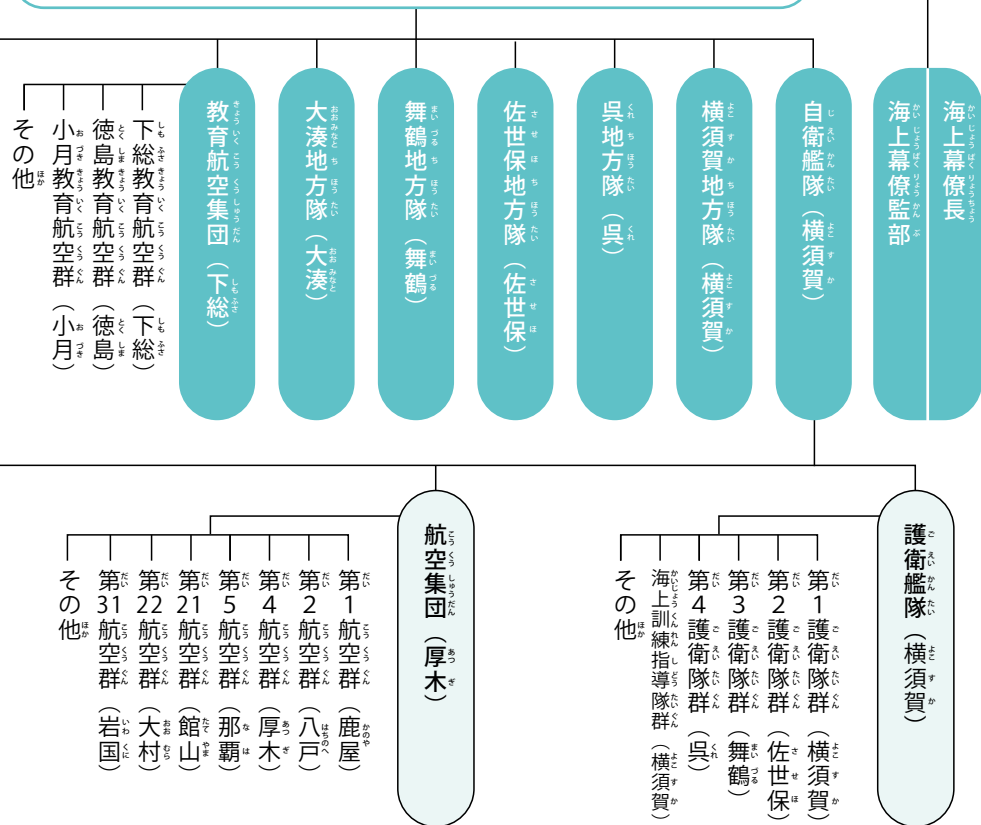 海上幕僚長
海上幕僚監部
自衛艦隊（横須賀）
横須賀地方隊（横須賀）
呉地方隊（呉）
佐世保地方隊（佐世保）
舞鶴地方隊（舞鶴）
大湊地方隊（大湊）
教育航空集団（下総）
下総教育航空群（下総）
徳島教育航空群（徳島）
小月教育航空群（小月）
その他
護衛艦隊（横須賀）
第1護衛隊群（横須賀）
第2護衛隊群（佐世保）
第3護衛隊群（舞鶴）
第4護衛隊群（呉）
海上訓練指導隊群（横須賀）
その他
航空集団（厚木）
第1航空群（鹿屋）
第2航空群（八戸）
第4航空群（厚木）
第5航空群（那覇）
第21航空群（館山）
第22航空群（大村）
第31航空群（岩国）
その他